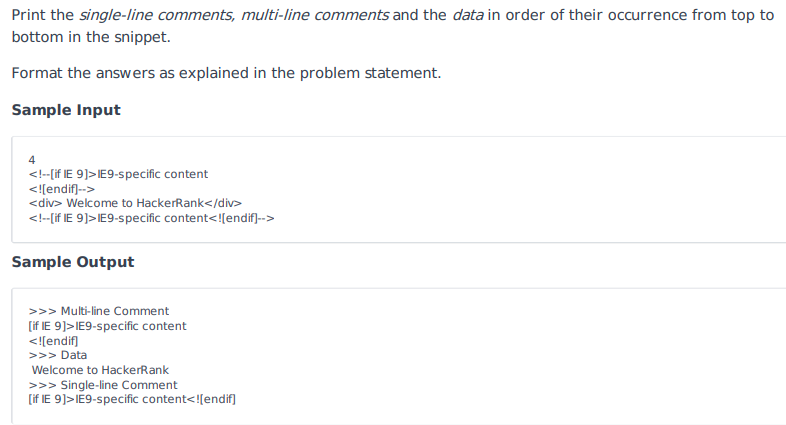 Print the single-line comments, multi-line comments and the data in order of their occurrence from top to
bottom in the snippet.
Format the answers as explained in the problem statement.
Sample Input
4
<!--[if IE 9]>IE9-specific content
<![endif]-->
<div> Welcome to HackerRank</div>
<!--[if IE 9]>IE9-specific content<![endif]-->
Sample Output
>>> Multi-line Comment
[if IE 9]>IE9-specific content
<![endif]
>>> Data
 Welcome to HackerRank
>>> Single-line Comment
[if IE 9]>IE9-specific content<![endif]